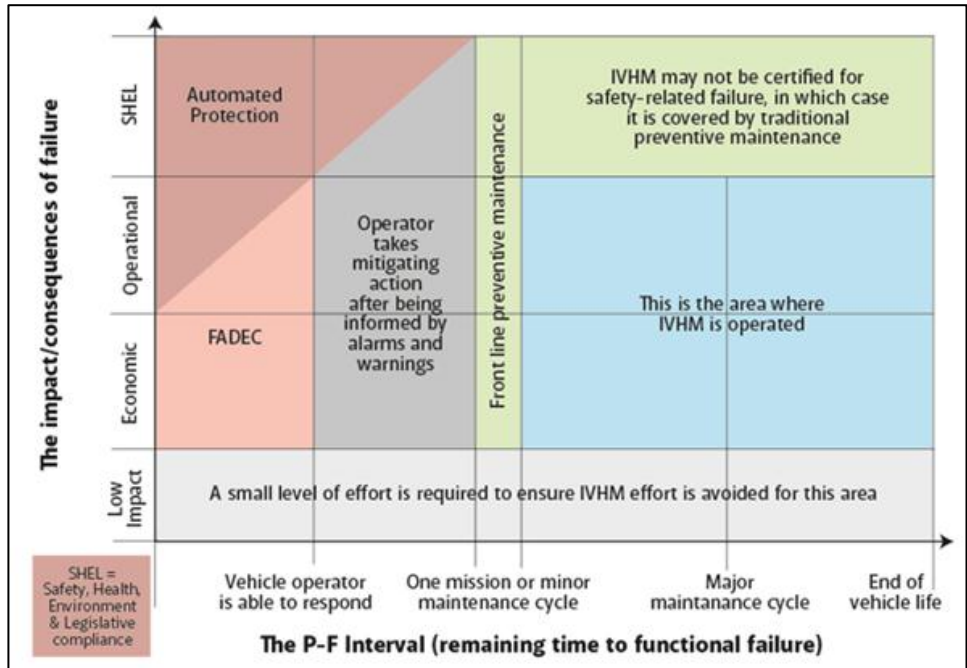 The impact/consequences of failure
SHEL
Operational
Economic
Low
Impact
Automated
Protection
FADEC
Operator
takes
mitigating
action
after being
informed by
alarms and
warnings
Front line preventive maintenance
IVHM may not be certified for
safety-related failure, in which case
it is covered by traditional
preventive maintenance
This is the area where
IVHM is operated
A small level of effort is required to ensure IVHM effort is avoided for this area
SHEL =
Safety, Health,
Environment
& Legislative
compliance
Vehicle operator
is able to respond
One mission or minor
maintenance cycle
Major
maintanance cycle
End of
vehicle life
The P-F Interval (remaining time to functional failure)